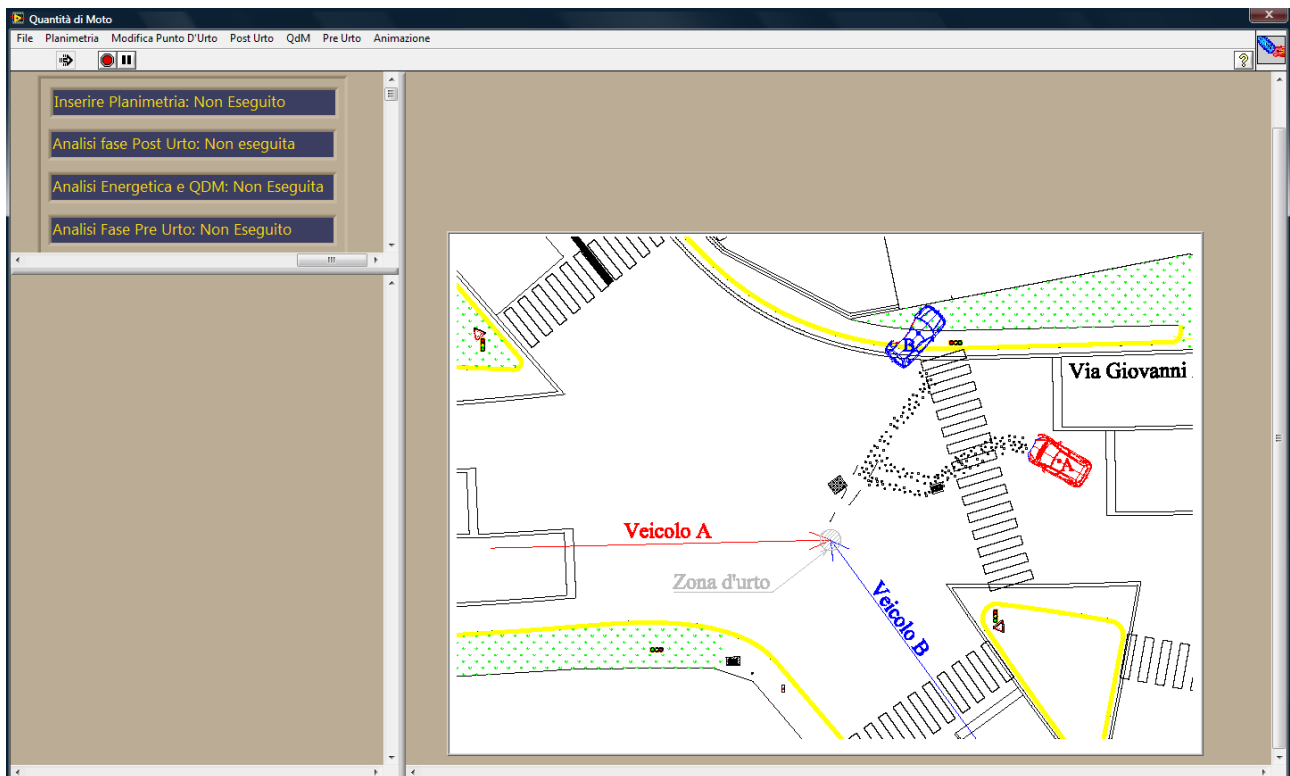 Quantità di Moto
File Planimetria Modifica Punto D'Urto Post Urto QdM Pre Urto Animazione
Inserire Planimetria: Non Eseguito
Analisi fase Post Urto: Non eseguita
Analisi Energetica e QDM: Non Eseguita
Analisi Fase Pre Urto: Non Eseguito
B
Via Giovanni
A
Veicolo A
Zona d'urto
Veicolo B